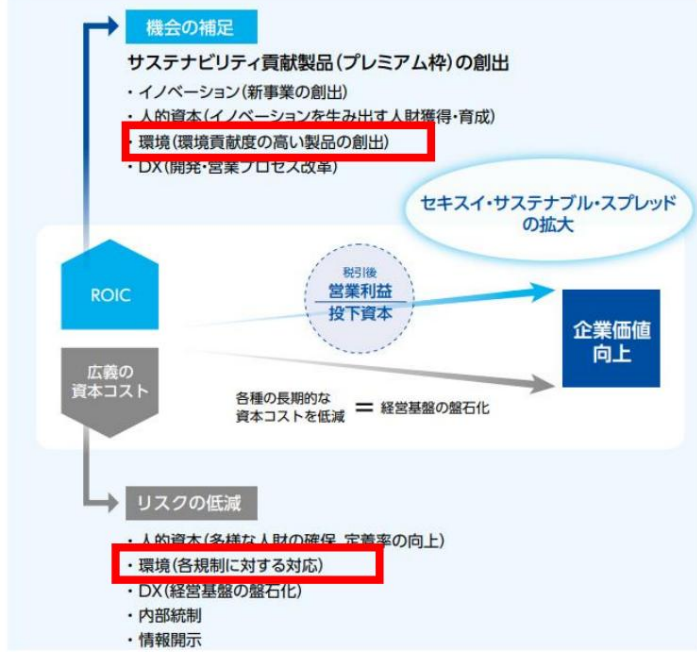 機会の補足
サステナビリティ貢献製品(プレミアム枠)の創出
・イノベーション(新事業の創出)
・人的資本(イノベーションを生み出す人財獲得・育成)
・環境(環境貢献度の高い製品の創出)
・DX(開発・営業プロセス改革)
セキスイ・サステナブル・スプレッド
の拡大
ROIC
税引後
営業利益
投下資本
企業価値
向上
広義の
資本コスト
各種の長期的な
資本コストを低減 = 経営基盤の盤石化
リスクの低減
・人的資本(多様な人財の確保、定着率の向上)
・環境(各規制に対する対応)
・DX(経営基盤の盤石化)
・内部統制
・情報開示